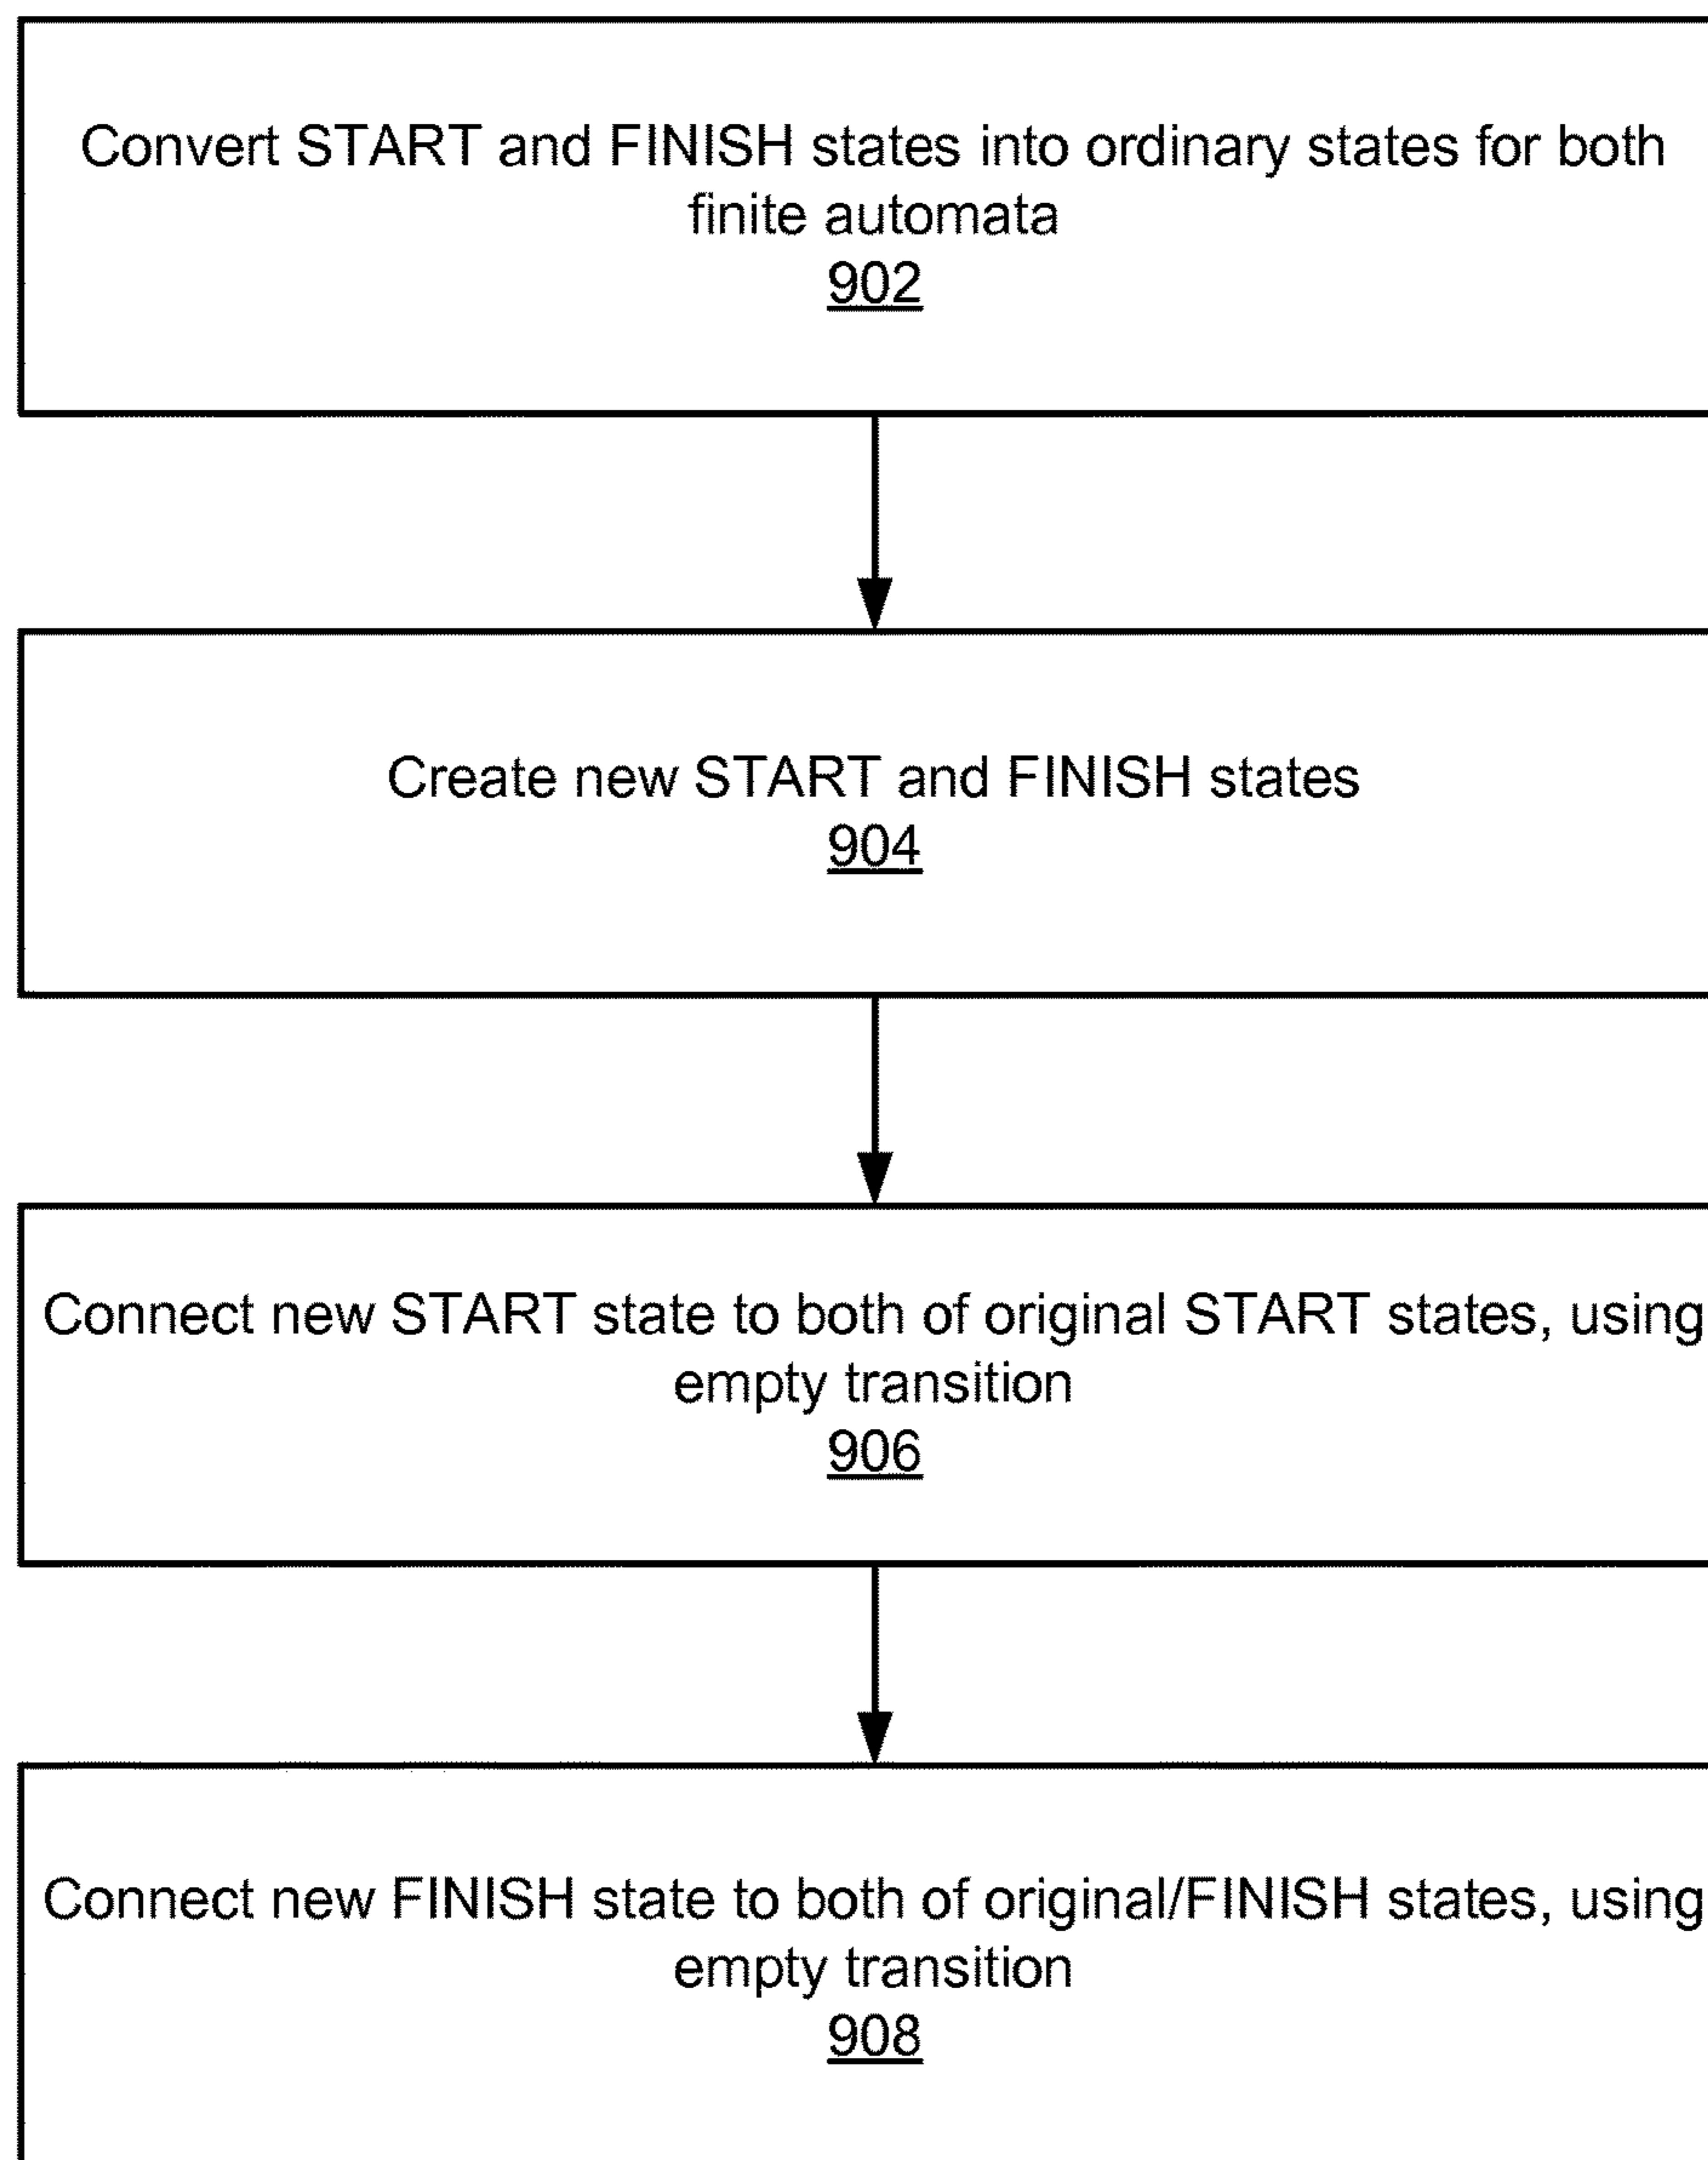 Convert START and FINISH states into ordinary states for both
finite automata
902
Create new START and FINISH states
904
Connect new START state to both of original START states, using
empty transition
906
Connect new FINISH state to both of original/FINISH states, using
empty transition
908